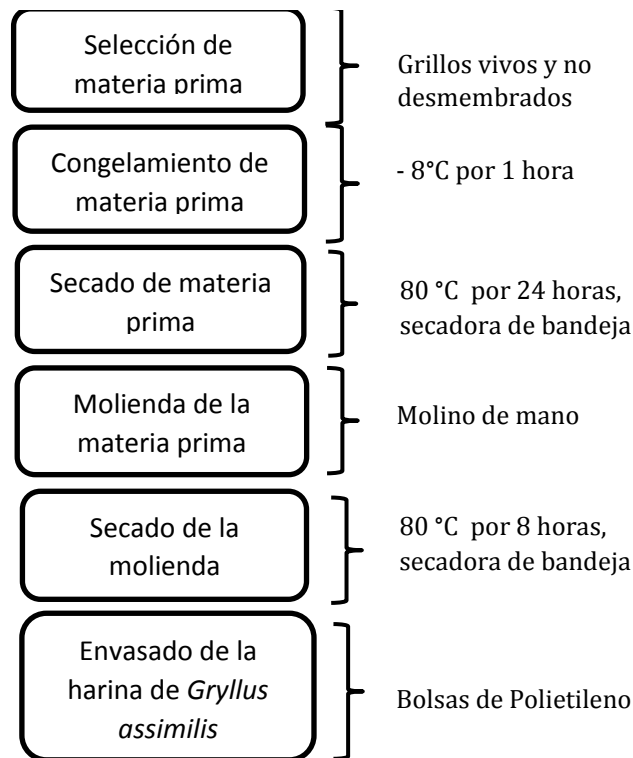 Selección de
materia prima
Grillos vivos y no
desmembrados
Congelamiento de
materia prima
- 8°C por 1 hora
Secado de materia
prima
80 °C  por 24 horas,
secadora de bandeja
Molienda de la
materia prima
Molino de mano
Secado de la
molienda
80 °C  por 8 horas,
secadora de bandeja
Envasado de la
harina de Gryllus
assimilis
Bolsas de Polietileno